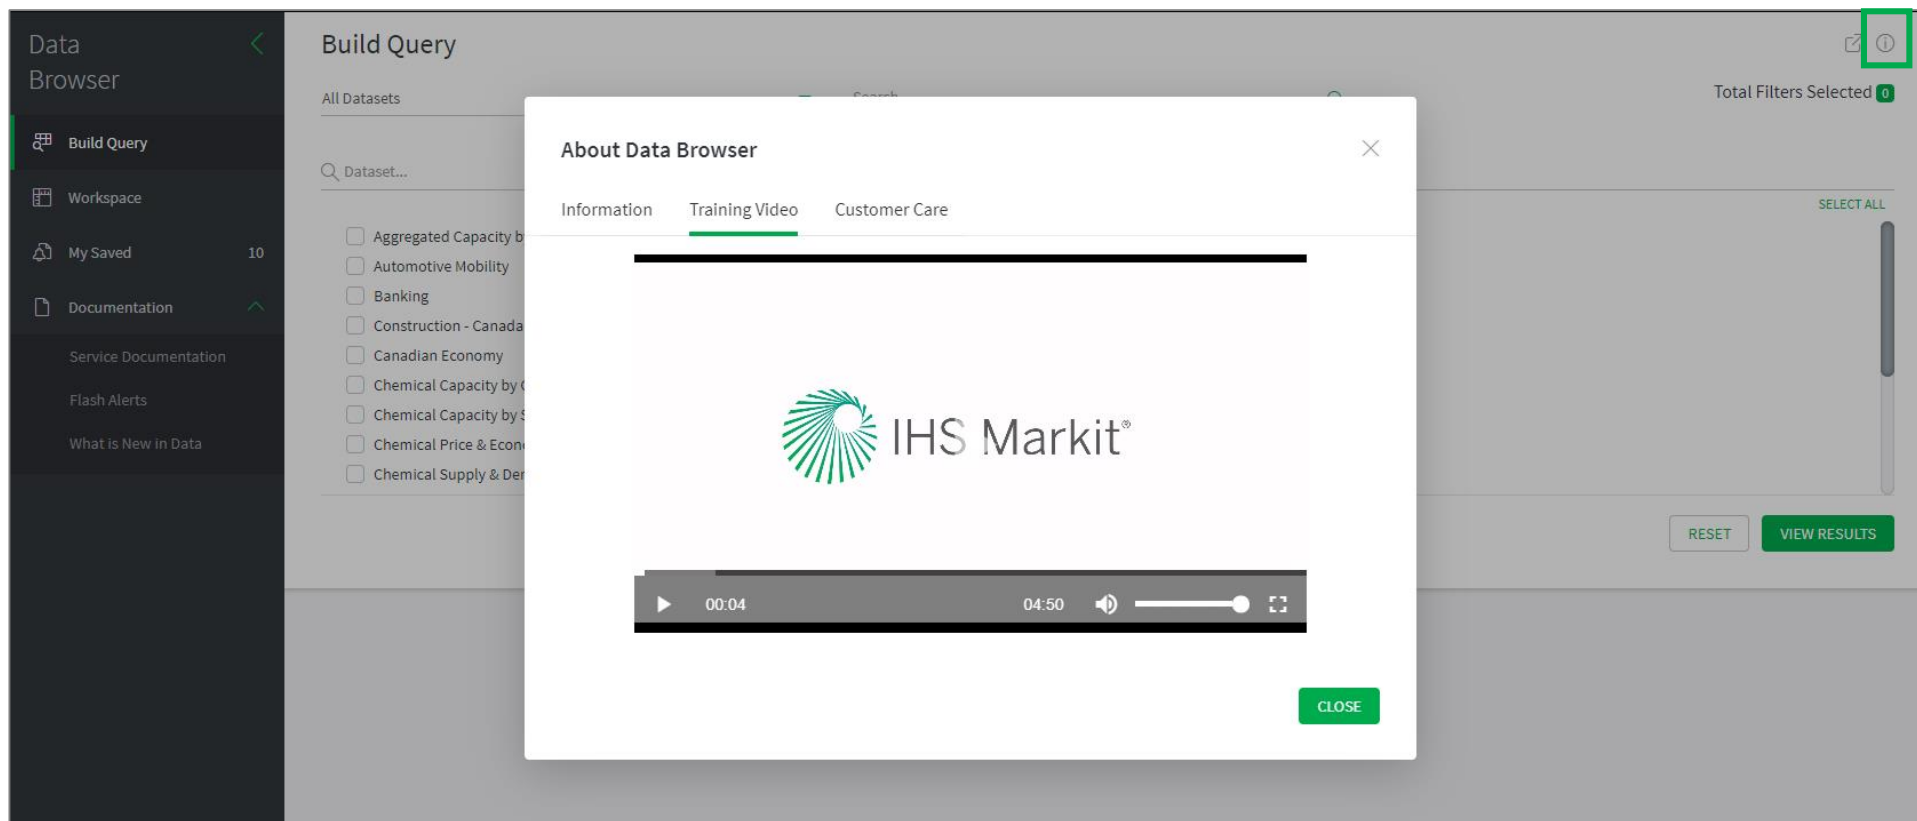 Data
Browser
Build Query
Workspace
My Saved 10
Documentation
Service Documentation
Flash Alerts
What is New in Data
Build Query
All Datasets
Search
Total Filters Selected 0
Dataset...
SELECT ALL
Aggregated Capacity b
Automotive Mobility
Banking
Construction - Canada
Canadian Economy
Chemical Capacity by
Chemical Capacity by S
Chemical Price & Econ
Chemical Supply & Der
RESET
VIEW RESULTS
About Data Browser
Information Training Video Customer Care
IHS Markit®
00:04 04:50
CLOSE